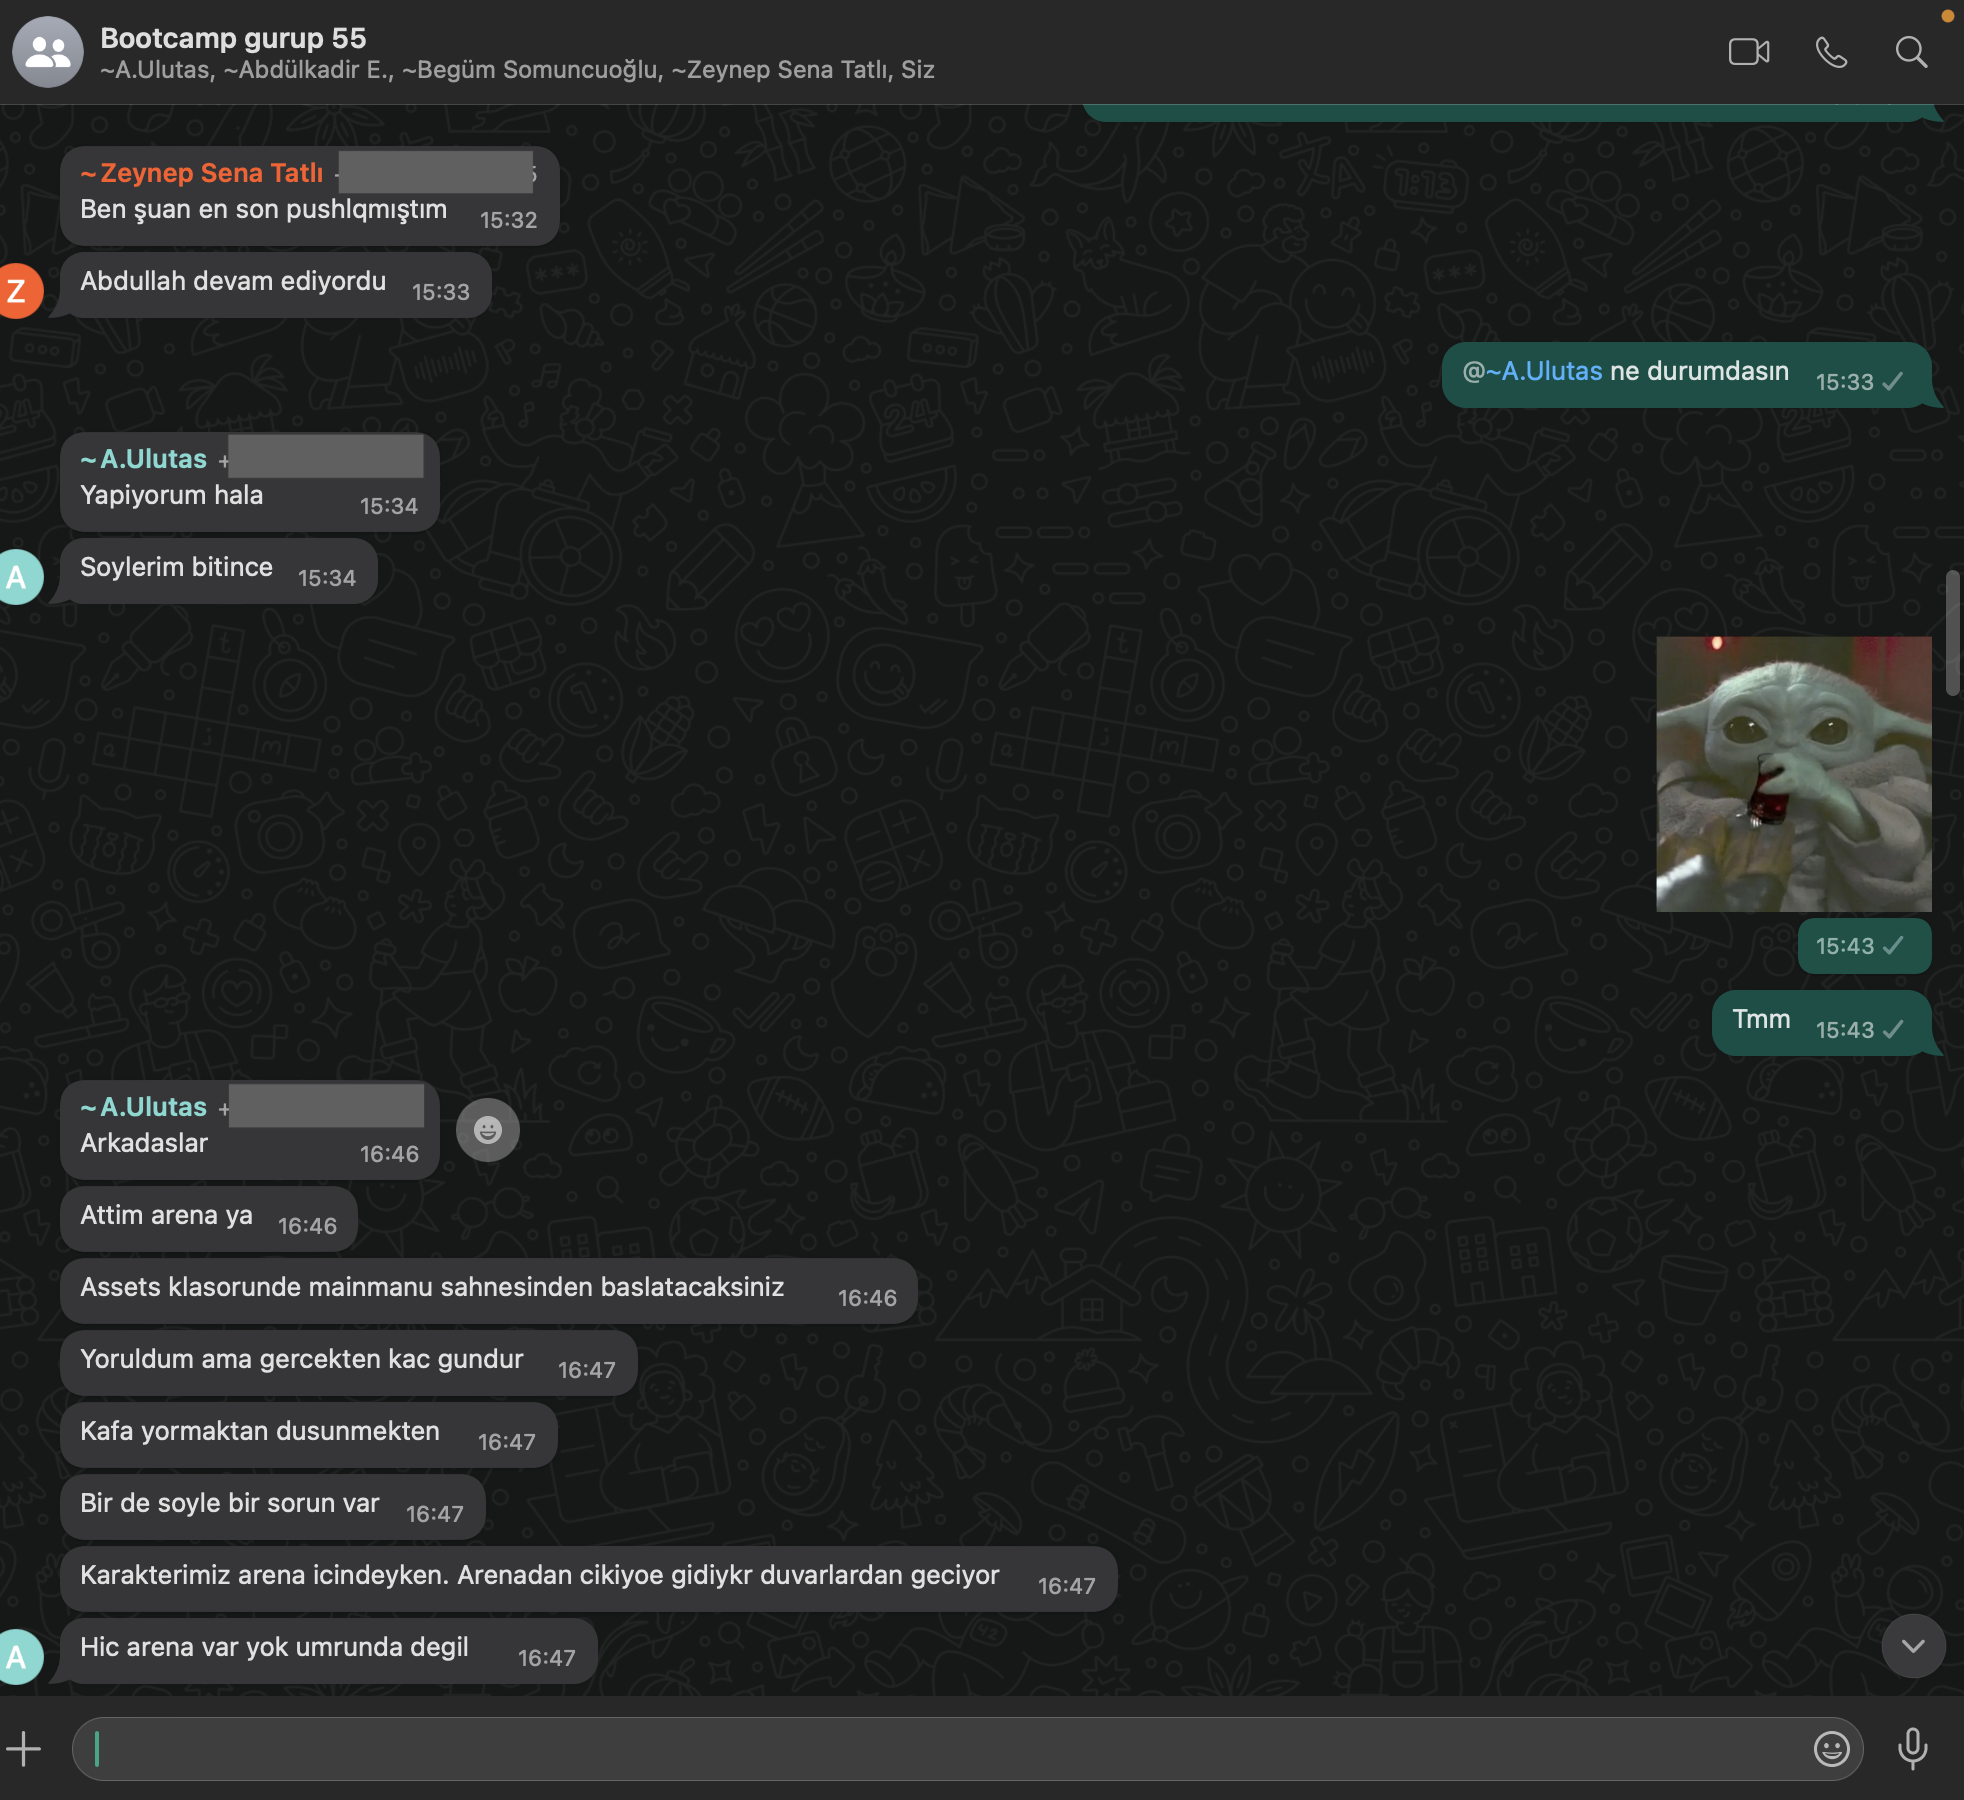 Bootcamp gurup 55
~A.Ulutas, ~Abdülkadir E., ~Begüm Somuncuoğlu, ~Zeynep Sena Tatlı, Siz
~Zeynep Sena Tatlı
Ben şuan en son pushlqmıştım 15:32
Z
Abdullah devam ediyordu 15:33
@~A.Ulutas ne durumdasın 15:33
~A.Ulutas +
Yapiyorum hala 15:34
A
Soylerim bitince 15:34
15:43
Tmm 15:43
~A.Ulutas +
Arkadaslar 16:46
Attim arena ya 16:46
Assets klasorunde mainmanu sahnesinden baslatacaksiniz 16:46
Yoruldum ama gercekten kac gundur 16:47
Kafa yormaktan dusunmekten 16:47
Bir de soyle bir sorun var 16:47
Karakterimiz arena icindeyken. Arenadan cikiyoe gidiykr duvarlardan geciyor 16:47
A
Hic arena var yok umrunda degil 16:47